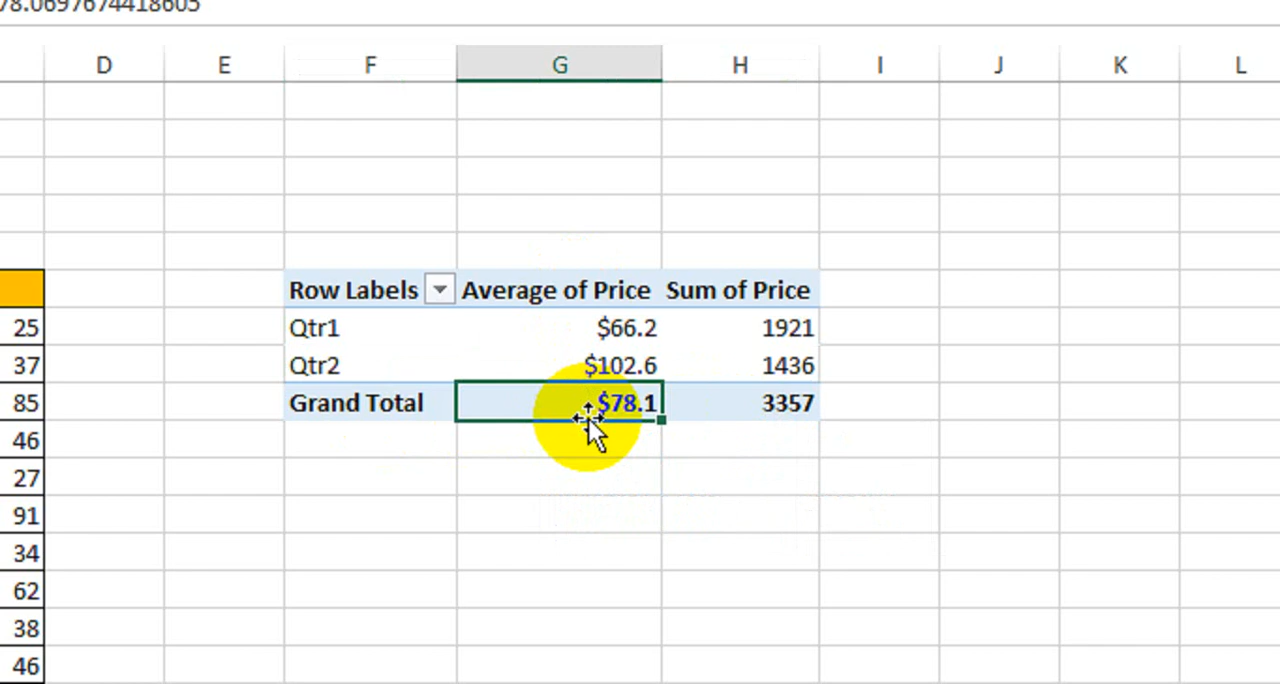 78.0697674418605
D E F G H I J K L
Row Labels Average of Price Sum of Price
25 Qtr1 $66.2 1921
37 Qtr2 $102.6 1436
85 Grand Total $78.1 3357
46
27
91
34
62
38
46